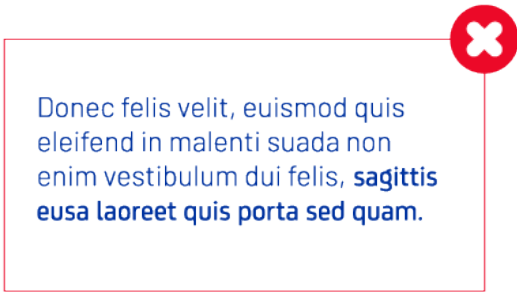 Donec felis velit, euismod quis
eleifend in malenti suada non
enim vestibulum dui felis, sagittis
eusa laoreet quis porta sed quam.